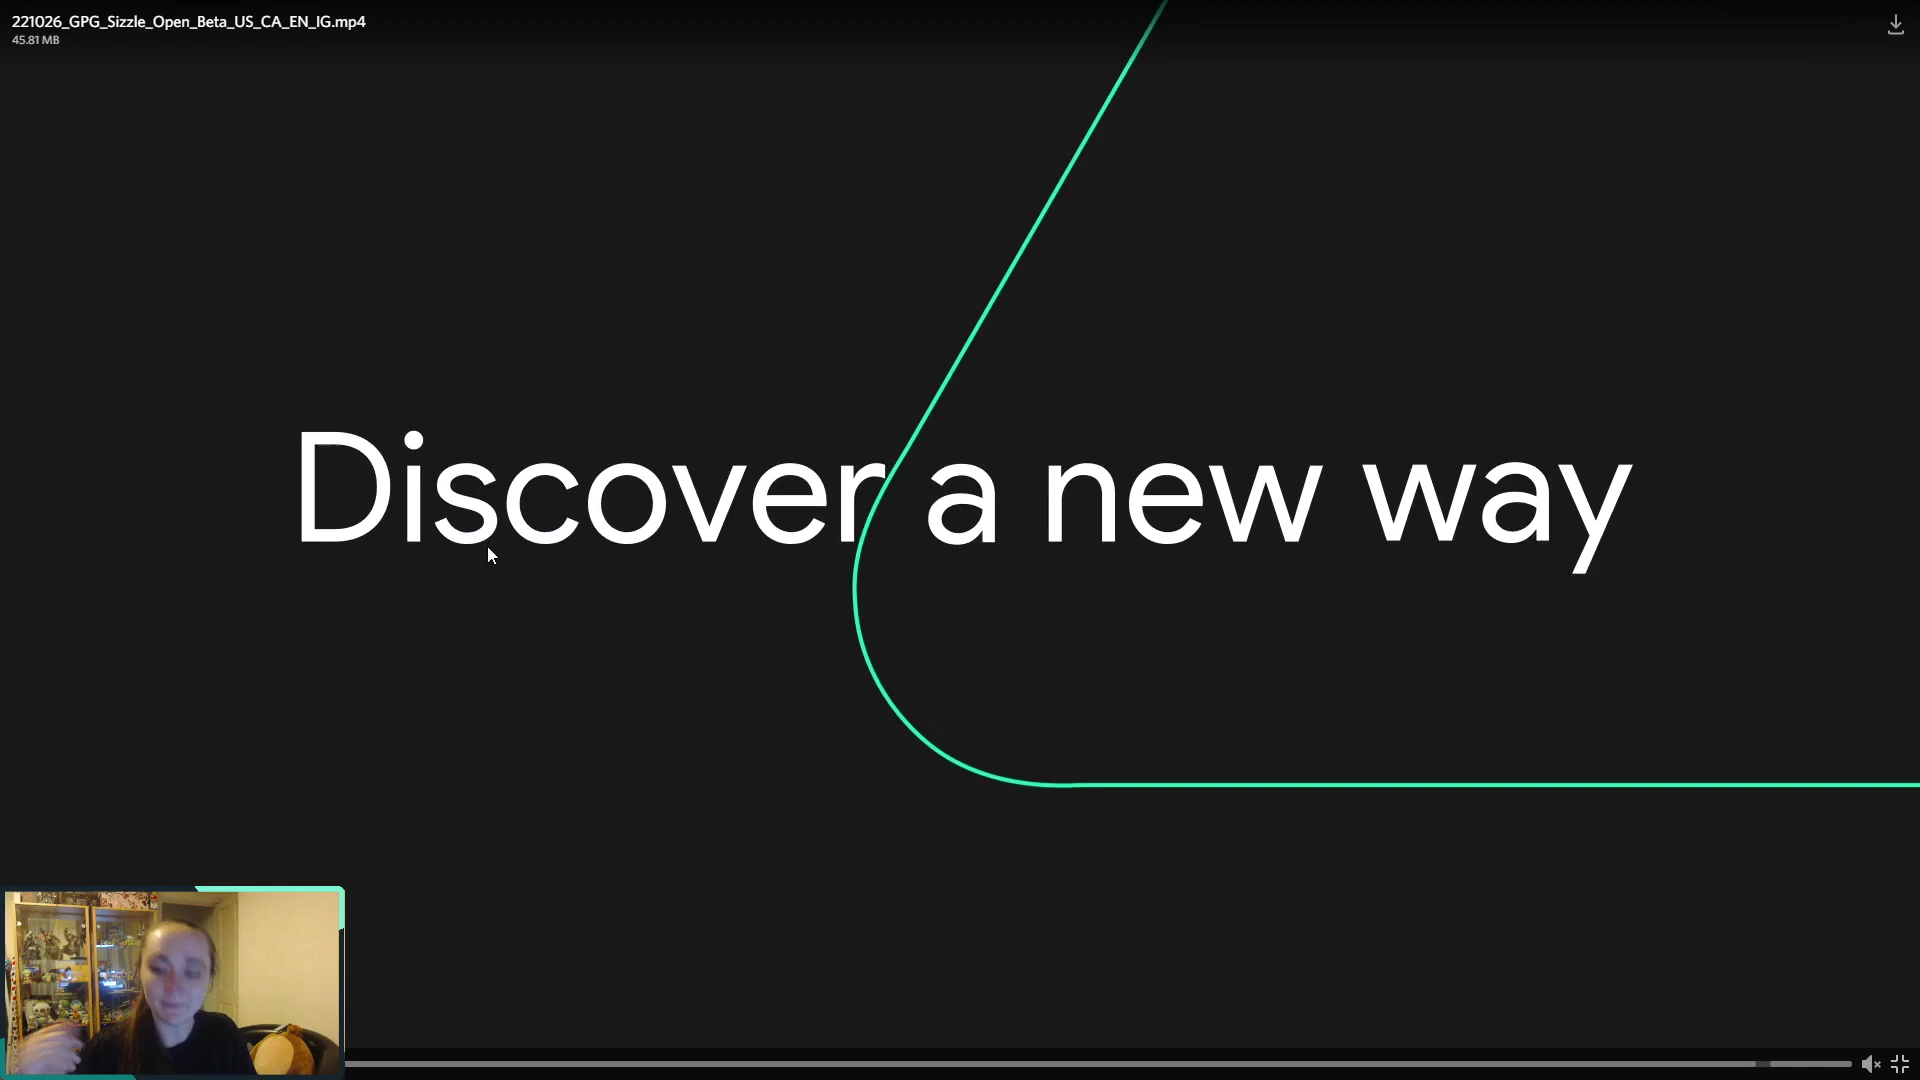 221026_GPG_Sizzle_Open_Beta_US_CA_EN_IG.mp4
45.81 MB
Discover a new way